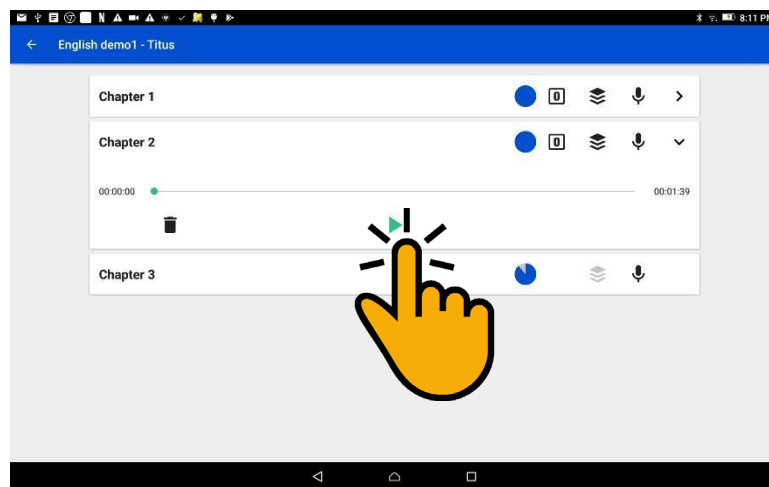 8:11 PM
English demo1 - Titus
Chapter 1
0
Chapter 2
0
00:00:00
00:01:39
Chapter 3